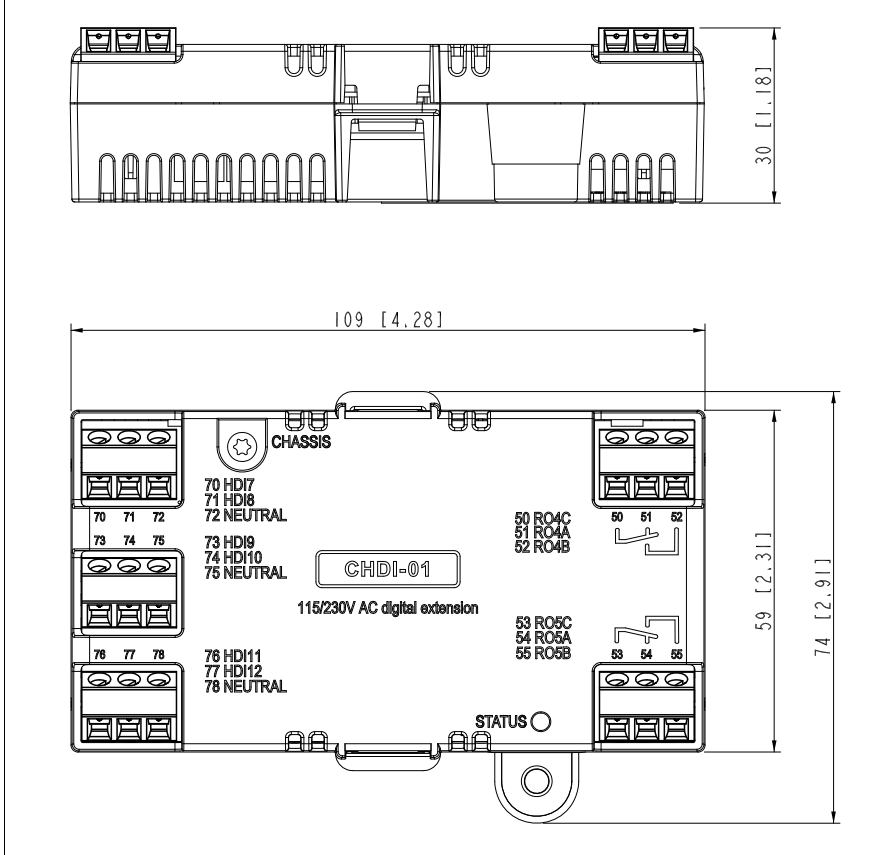 30 [1.18]
109 [4.28]
CHASSIS
70 HDI7
71 HDI8
72 NEUTRAL
70 71 72
73 74 75
73 HDI9
74 HDI10
75 NEUTRAL
50 RO4C
51 RO4A
52 RO4B
50 51 52
CHDI-01
115/230V AC digital extension
59 [2.31]
74 [2.91]
53 RO5C
54 RO5A
55 RO5B
53 54 55
76 77 78
76 HDI11
77 HDI12
78 NEUTRAL
STATUS